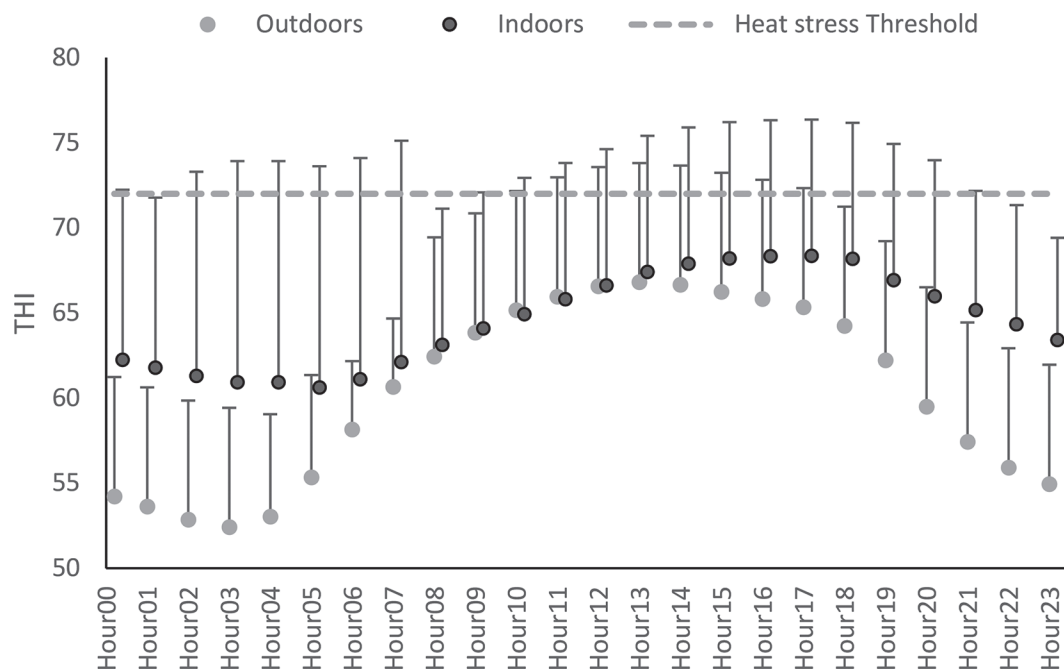 Outdoors Indoors Heat stress Threshold
80
75
70
65
60
55
50
THI
Hour00
Hour01
Hour02
Hour03
Hour04
Hour05
Hour06
Hour07
Hour08
Hour09
Hour10
Hour11
Hour12
Hour13
Hour14
Hour15
Hour16
Hour17
Hour18
Hour19
Hour20
Hour21
Hour22
Hour23